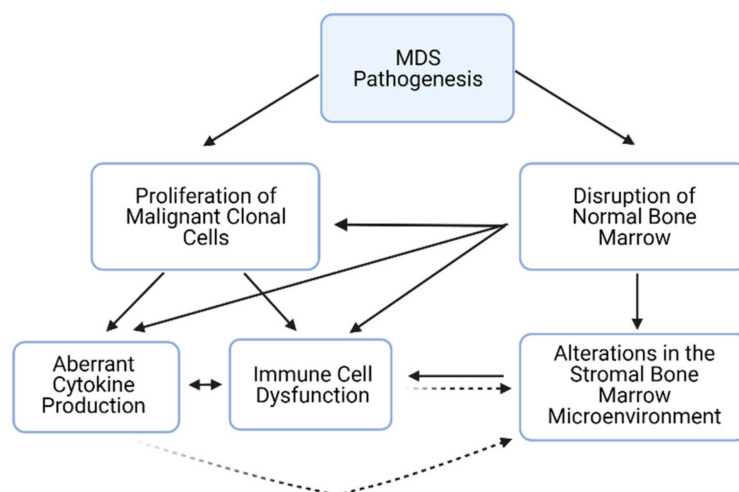 MDS
Pathogenesis
Proliferation of
Malignant Clonal
Cells
Disruption of
Normal Bone
Marrow
Aberrant
Cytokine
Production
Immune Cell
Dysfunction
Alterations in the
Stromal Bone
Marrow
Microenvironment